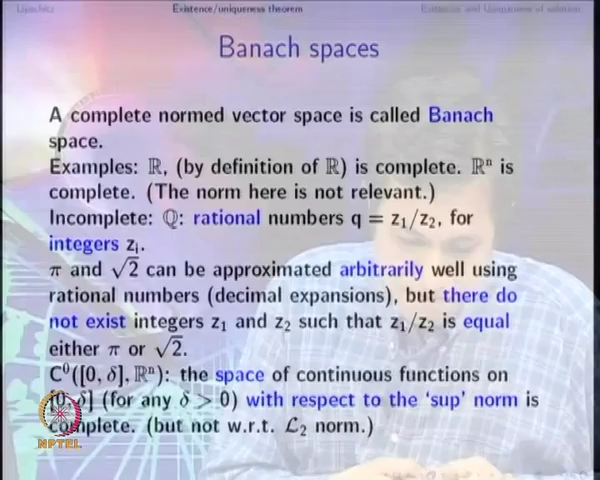 Lipschitz Existence/uniqueness theorem Existence and Uniqueness of solution
Banach spaces
A complete normed vector space is called Banach
space.
Examples: ℝ, (by definition of ℝ) is complete. ℝⁿ is
complete. (The norm here is not relevant.)
Incomplete: ℚ: rational numbers q = z₁/z₂, for
integers zᵢ.
π and √2 can be approximated arbitrarily well using
rational numbers (decimal expansions), but there do
not exist integers z₁ and z₂ such that z₁/z₂ is equal
either π or √2.
C⁰([0, δ], ℝⁿ): the space of continuous functions on
[0, δ] (for any δ > 0) with respect to the ‘sup’ norm is
complete. (but not w.r.t. ℒ₂ norm.)
NPTEL